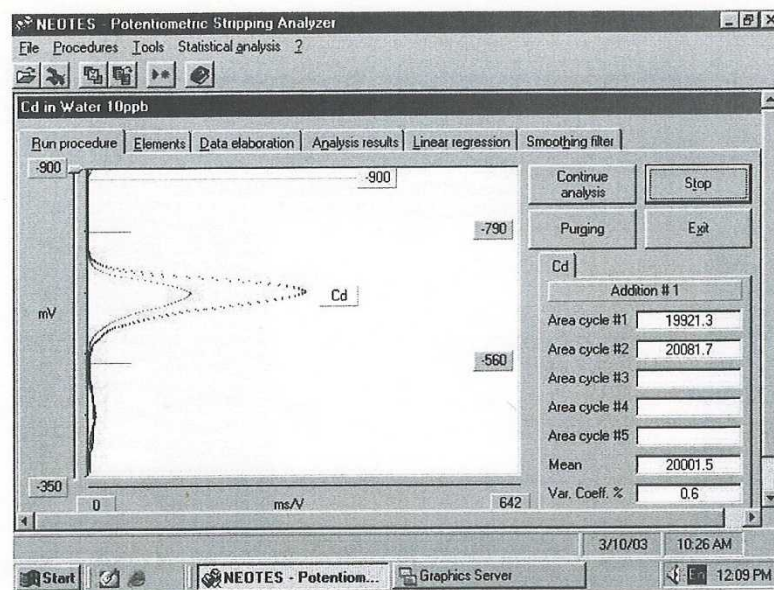 NEOTES - Potentiometric Stripping Analyzer
File Procedures Tools Statistical analysis ?
Cd in Water 10ppb
Run procedure Elements Data elaboration Analysis results Linear regression Smoothing filter
-900
-900
-790
mV
Cd
-560
-350
0 ms/V 642
Continue analysis
Stop
Purging
Exit
Cd
Addition # 1
Area cycle #1 19921.3
Area cycle #2 20081.7
Area cycle #3
Area cycle #4
Area cycle #5
Mean 20001.5
Var. Coeff. % 0.6
3/10/03 10:26 AM
Start NEOTES - Potentiom... Graphics Server En 12:09 PM